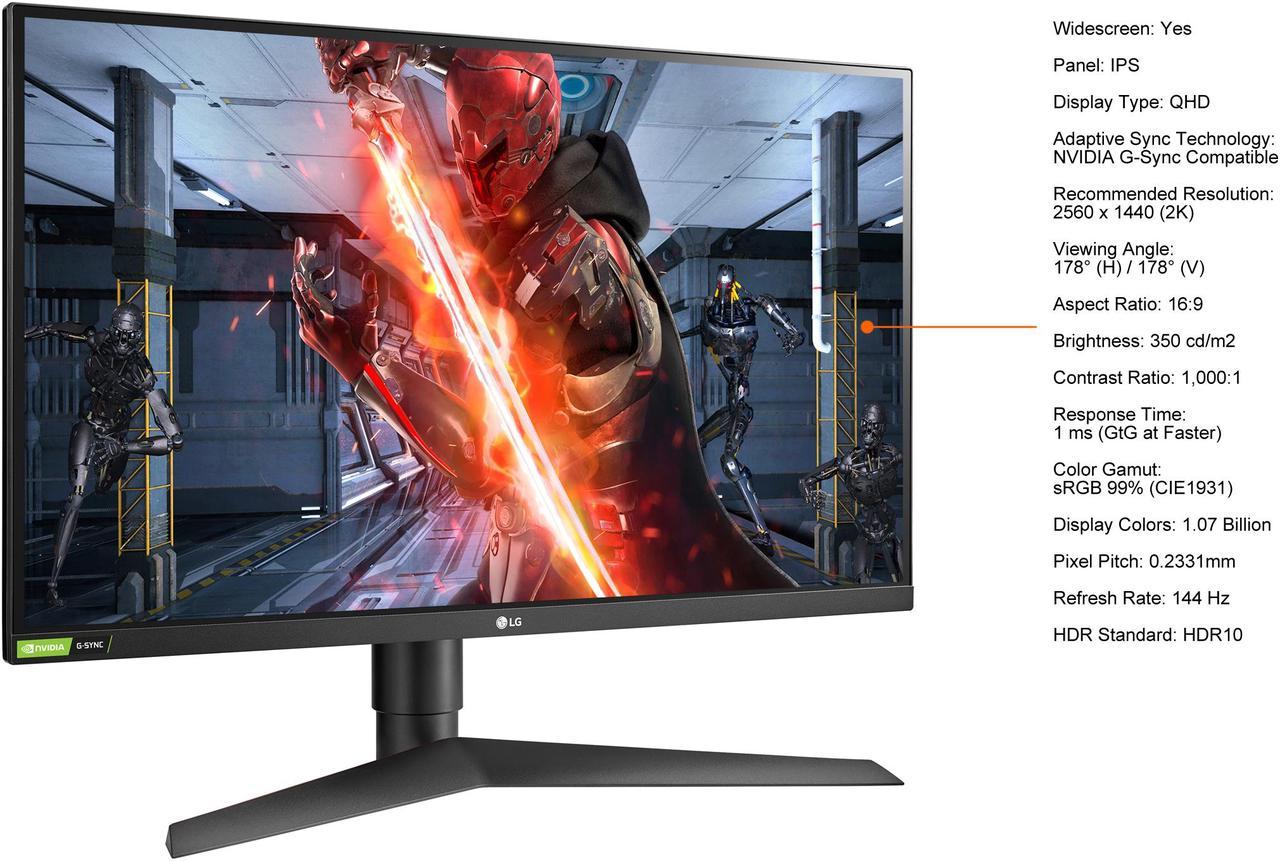 Widescreen: Yes
Panel: IPS
Display Type: QHD
Adaptive Sync Technology:
NVIDIA G-Sync Compatible
Recommended Resolution:
2560 x 1440 (2K)
Viewing Angle:
178° (H) / 178° (V)
Aspect Ratio: 16:9
Brightness: 350 cd/m2
Contrast Ratio: 1,000:1
Response Time:
1 ms (GtG at Faster)
Color Gamut:
sRGB 99% (CIE1931)
Display Colors: 1.07 Billion
Pixel Pitch: 0.2331mm
Refresh Rate: 144 Hz
HDR Standard: HDR10
LG
NVIDIA G-SYNC